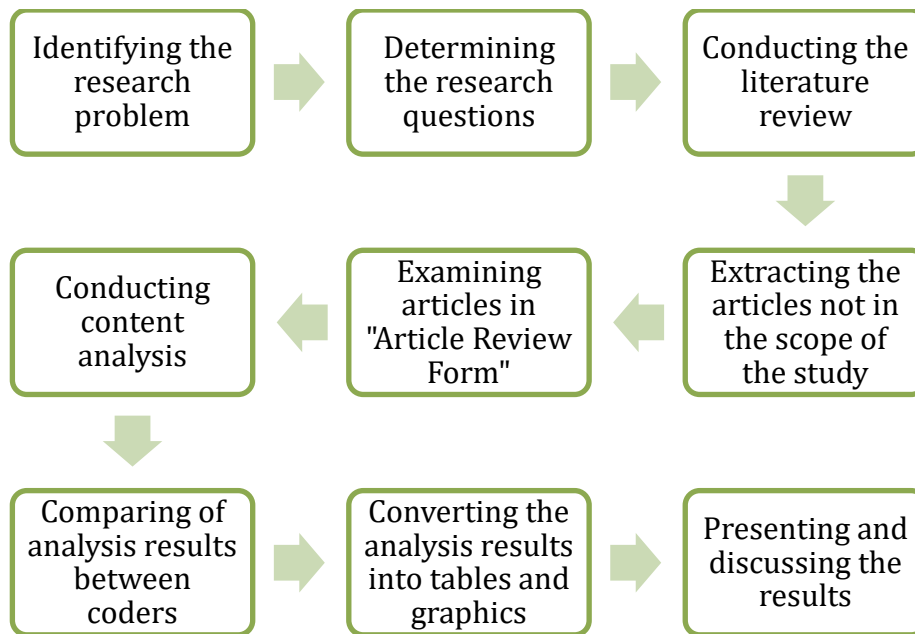 Identifying the
research
problem
Determining
the research
questions
Conducting the
literature
review
Extracting the
articles not in
the scope of
the study
Examining
articles in
"Article Review
Form"
Conducting
content
analysis
Comparing of
analysis results
between
coders
Converting the
analysis results
into tables and
graphics
Presenting and
discussing the
results